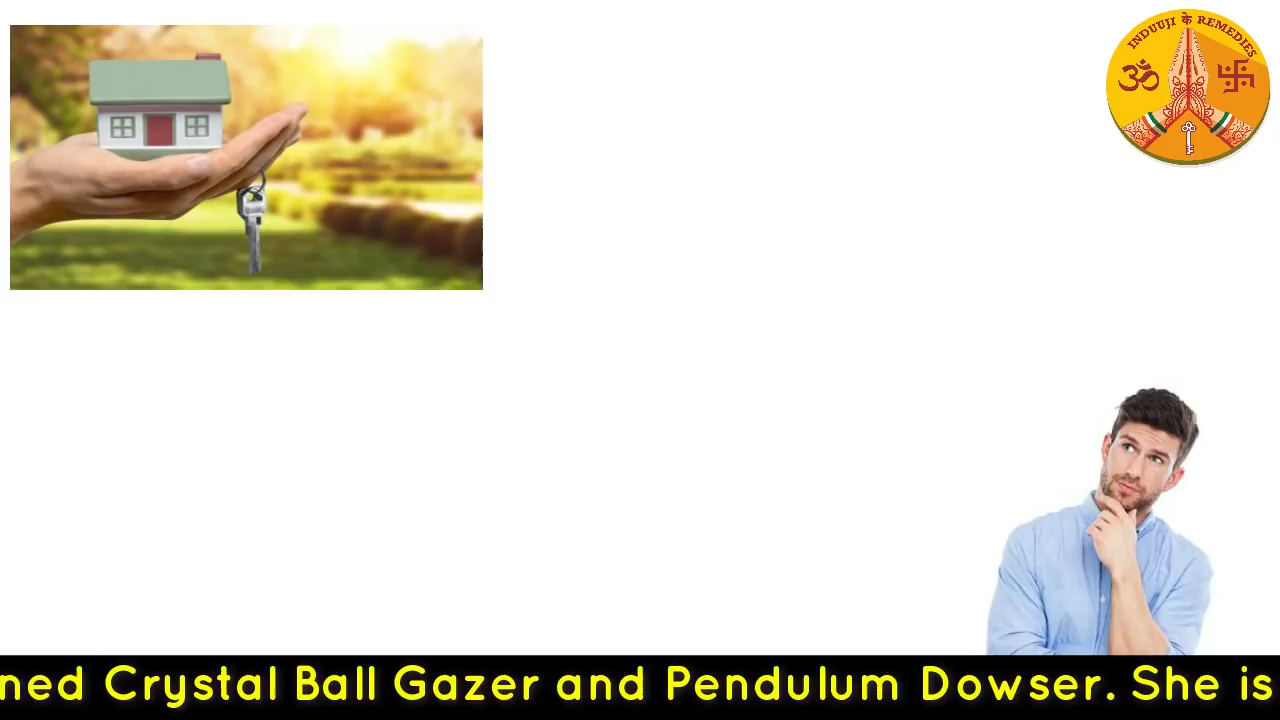 INDUUJI के REMEDIES
ॐ
ned Crystal Ball Gazer and Pendulum Dowser. She is